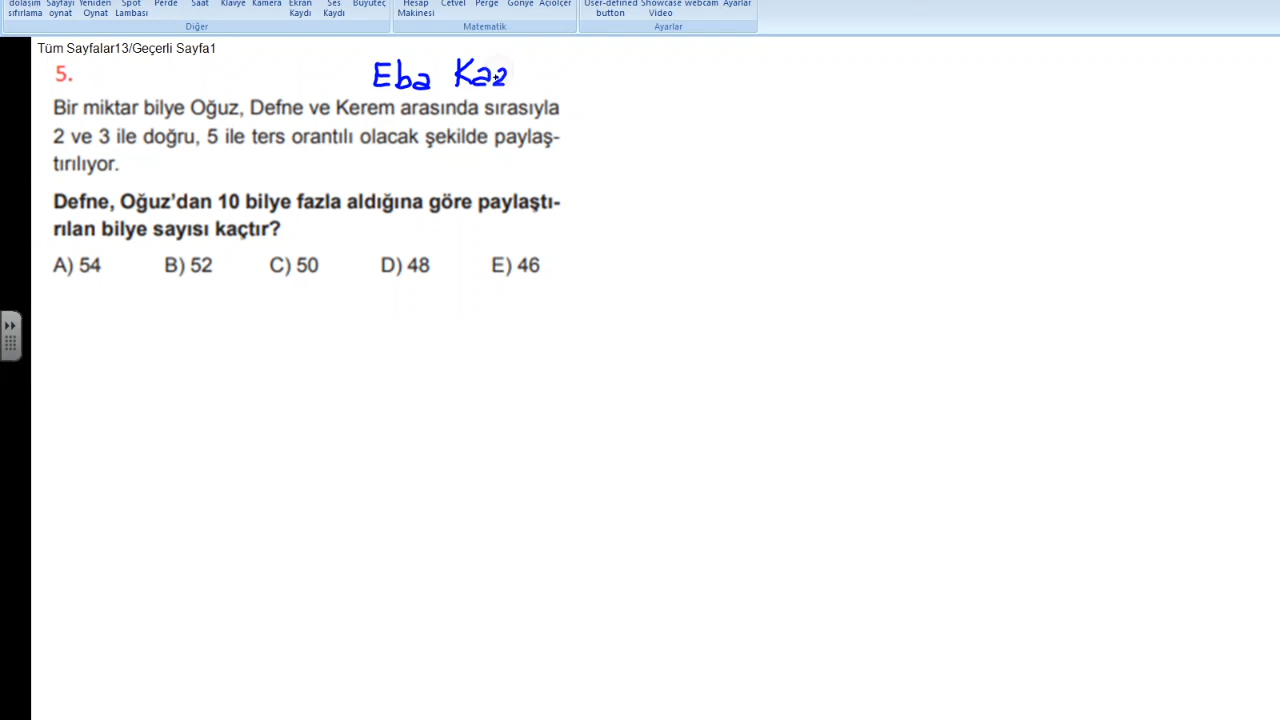 dolaşım Sayfayı Yeniden Spot Perde Saat Klavye Kamera Ekran Ses Büyüteç Hesap Cetvel Perge Gönye Açıölçer User-defined Showcase webcam Ayarlar
sıfırlama oynat Oynat Lambası Kaydı Kaydı Makinesi button Video
Diğer Matematik Ayarlar
Tüm Sayfalar13/Geçerli Sayfa1
5. Eba Kaz
Bir miktar bilye Oğuz, Defne ve Kerem arasında sırasıyla
2 ve 3 ile doğru, 5 ile ters orantılı olacak şekilde paylaş-
tırılıyor.
Defne, Oğuz'dan 10 bilye fazla aldığına göre paylaştı-
rılan bilye sayısı kaçtır?
A) 54 B) 52 C) 50 D) 48 E) 46